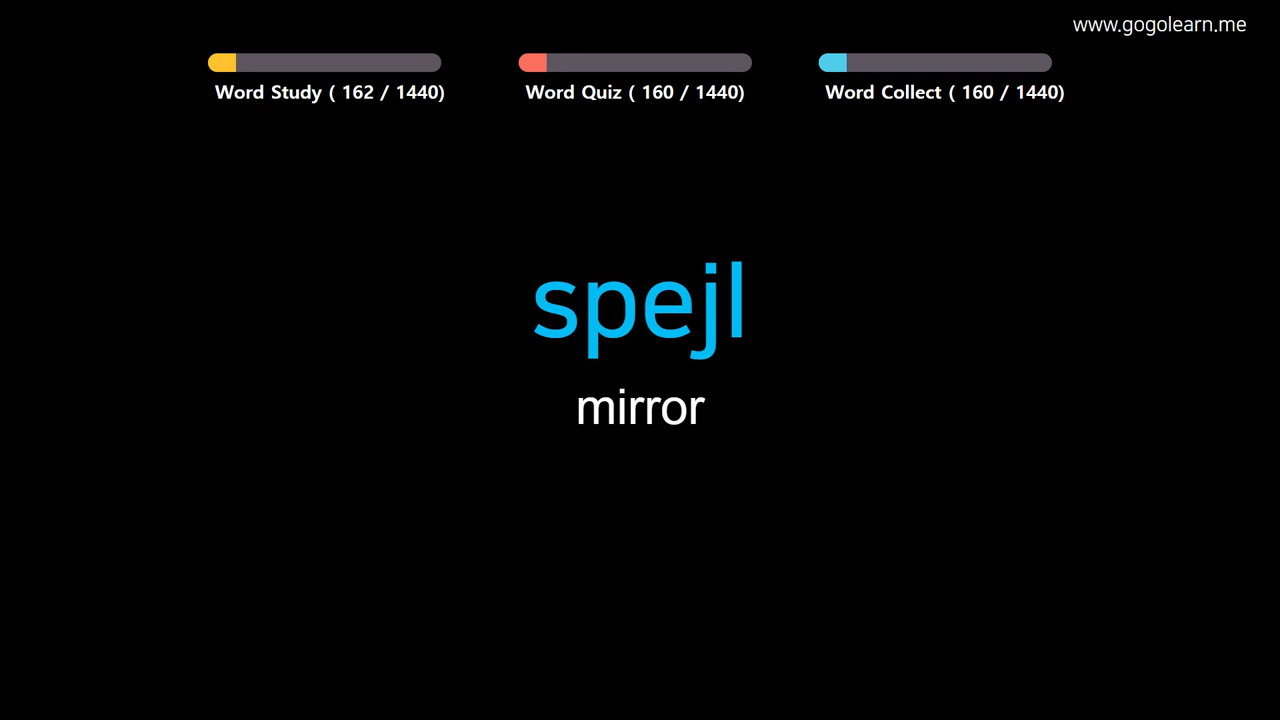 www.gogolearn.me
Word Study ( 162 / 1440)
Word Quiz ( 160 / 1440)
Word Collect ( 160 / 1440)
spejl
mirror